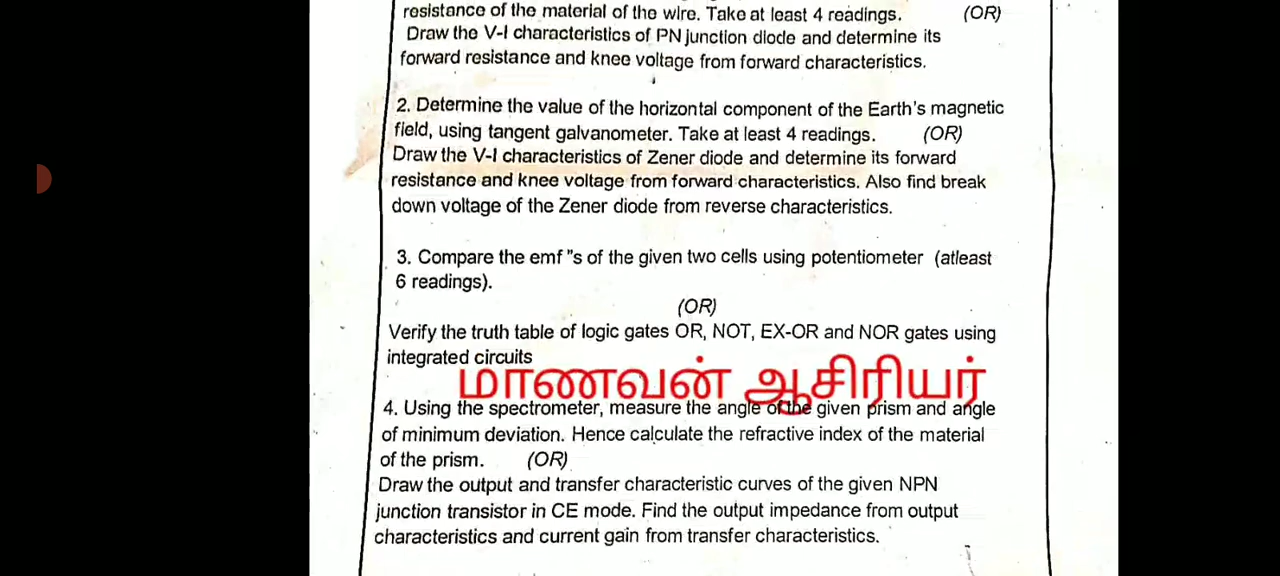 resistance of the material of the wire. Take at least 4 readings. (OR)
Draw the V-I characteristics of PN junction diode and determine its
forward resistance and knee voltage from forward characteristics.
2. Determine the value of the horizontal component of the Earth's magnetic
field, using tangent galvanometer. Take at least 4 readings. (OR)
Draw the V-I characteristics of Zener diode and determine its forward
resistance and knee voltage from forward characteristics. Also find break
down voltage of the Zener diode from reverse characteristics.
3. Compare the emf "s of the given two cells using potentiometer (atleast
6 readings).
(OR)
Verify the truth table of logic gates OR, NOT, EX-OR and NOR gates using
integrated circuits
மாணவன் ஆசிரியர்
4. Using the spectrometer, measure the angle of the given prism and angle
of minimum deviation. Hence calculate the refractive index of the material
of the prism. (OR)
Draw the output and transfer characteristic curves of the given NPN
junction transistor in CE mode. Find the output impedance from output
characteristics and current gain from transfer characteristics.